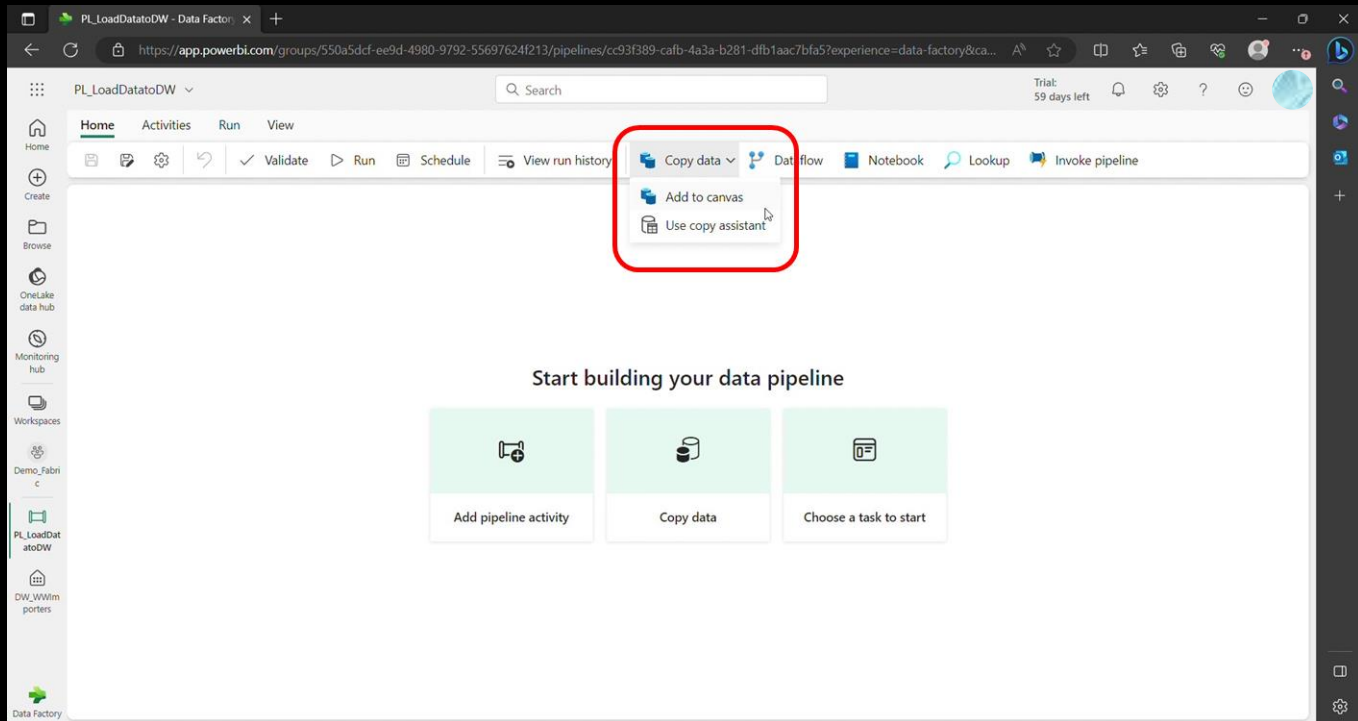 PL_LoadDatatoDW - Data Factory
https://app.powerbi.com/groups/550a5dcf-ee9d-4980-9792-55697624f213/pipelines/cc93f389-cafb-4a3a-b281-dfb1aac7bfa5?experience=data-factory&ca...
PL_LoadDatatoDW
Search
Trial:
59 days left
Home Activities Run View
Validate Run Schedule View run history Copy data Dataflow Notebook Lookup Invoke pipeline
Add to canvas
Use copy assistant
Home
Create
Browse
OneLake
data hub
Monitoring
hub
Workspaces
Demo_Fabri
c
PL_LoadDat
atoDW
DW_WWIm
porters
Data Factory
Start building your data pipeline
Add pipeline activity Copy data Choose a task to start